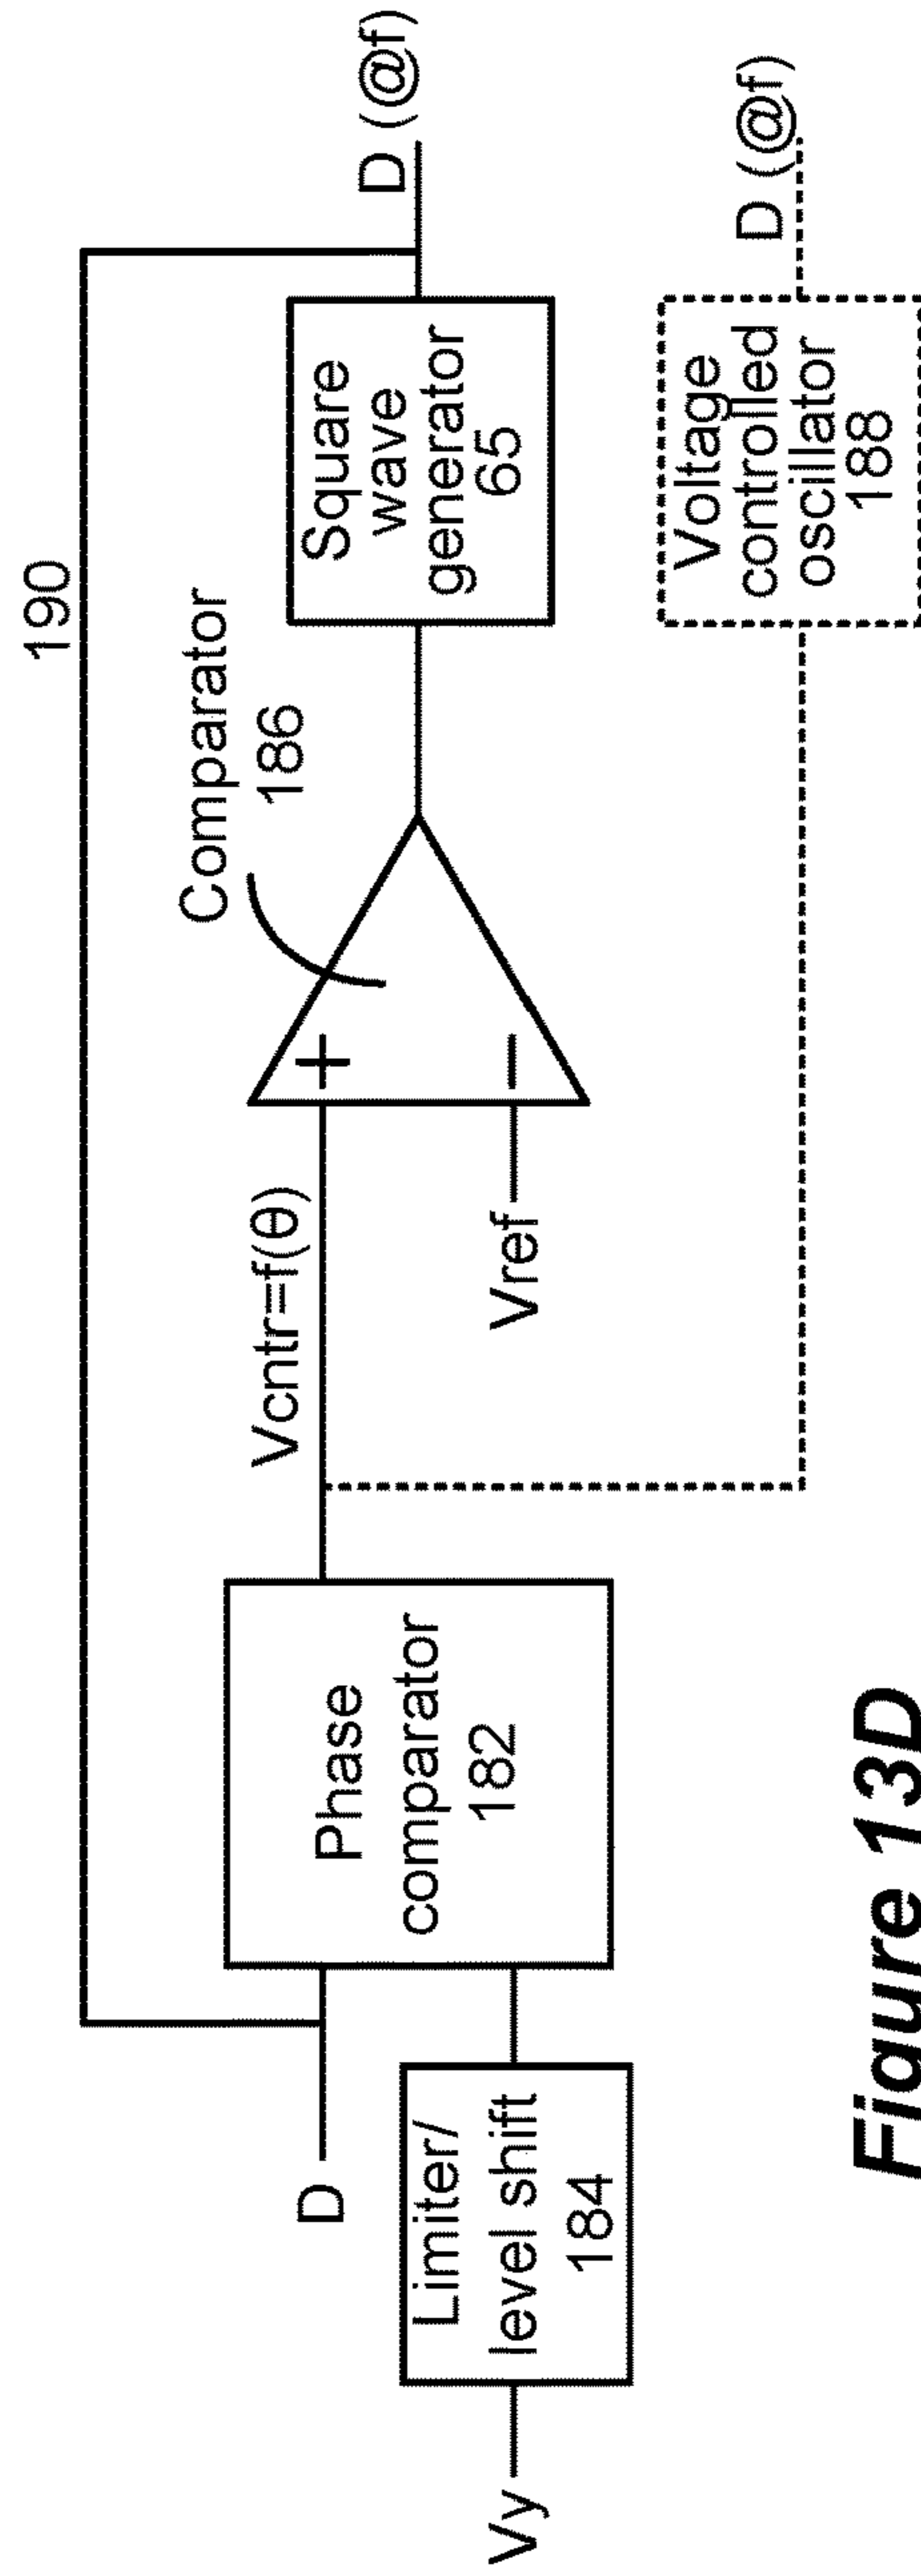 190
Comparator
186
D (@f)
Square
wave
generator
65
Vcntr=f(θ)
+
Vref
−
D
Phase
comparator
182
Vy
Limiter/
level shift
184
Voltage
controlled
oscillator
188
D (@f)
Figure 13D